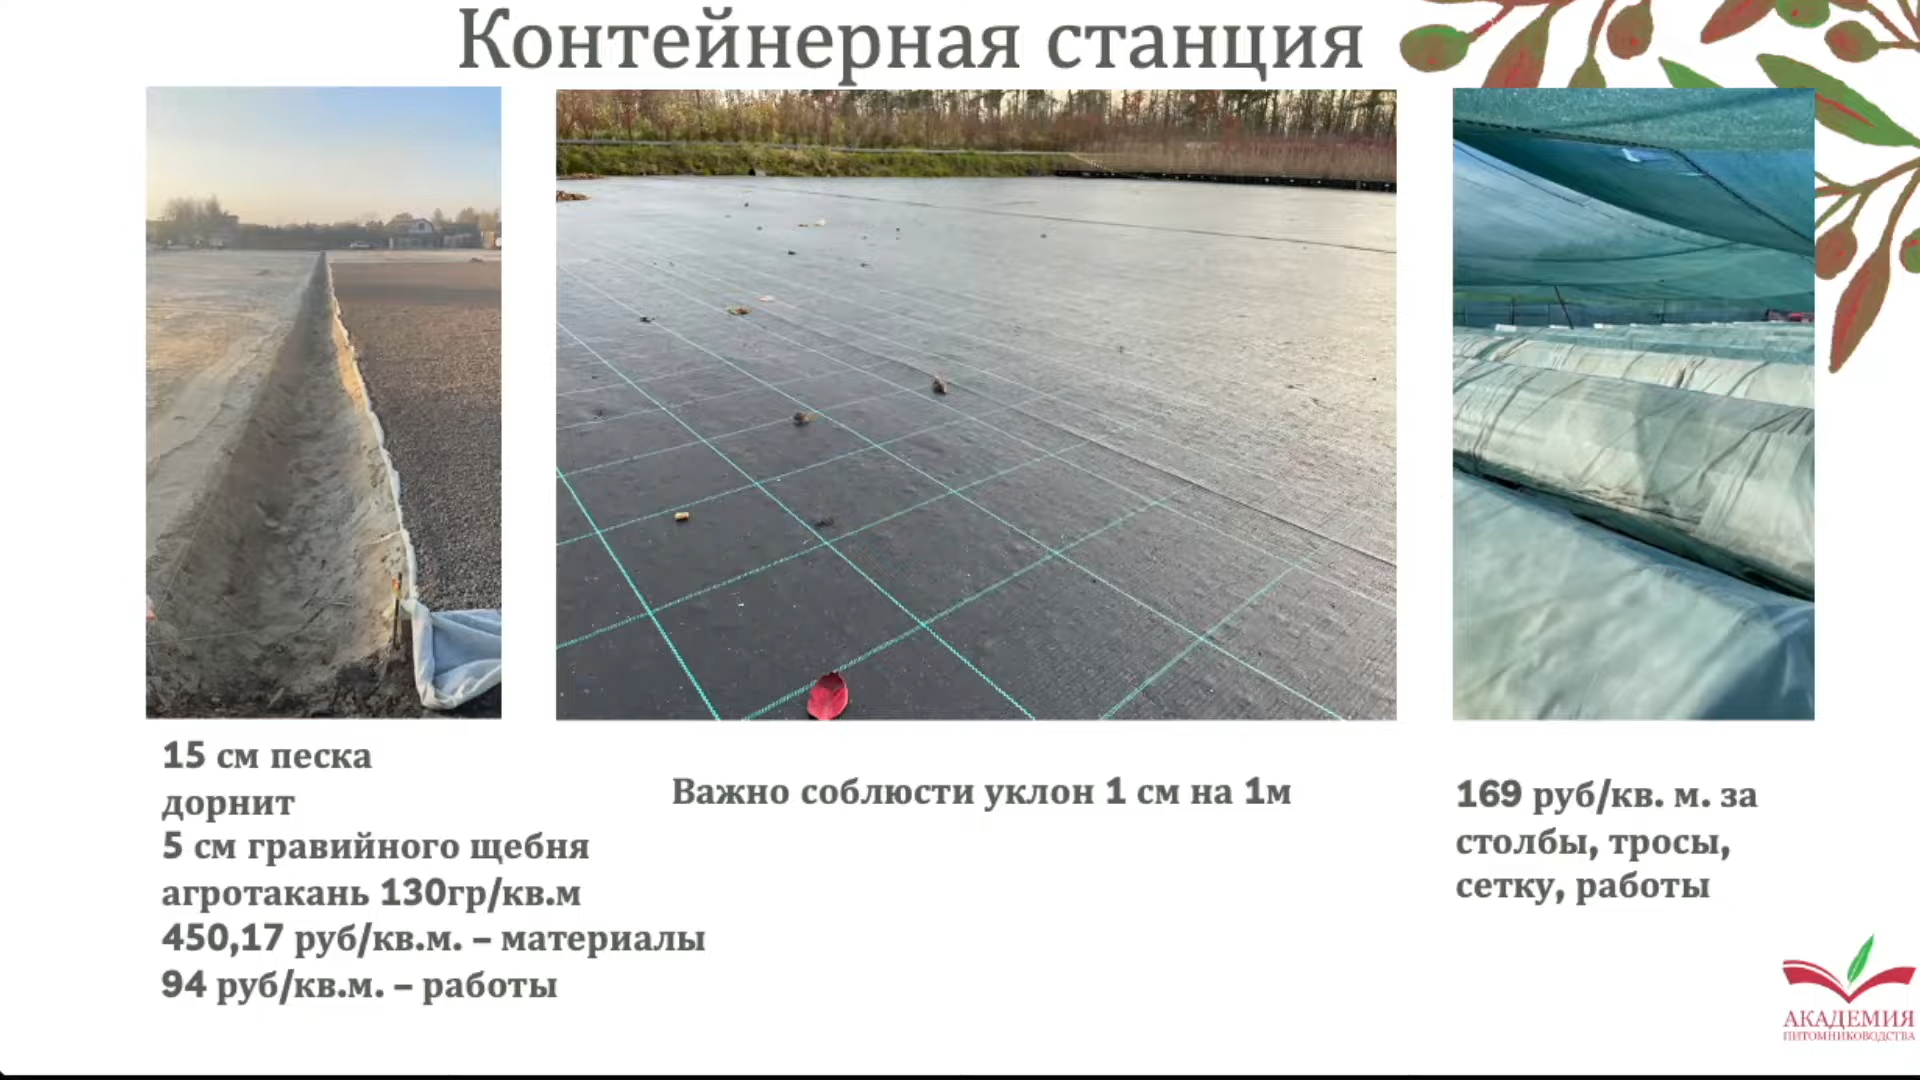 Контейнерная станция
15 см песка
дорнит
5 см гравийного щебня
агротакань 130гр/кв.м
450,17 руб/кв.м. – материалы
94 руб/кв.м. – работы
Важно соблюсти уклон 1 см на 1м
169 руб/кв. м. за
столбы, тросы,
сетку, работы
АКАДЕМИЯ
ПИТОМНИКОВОДСТВА